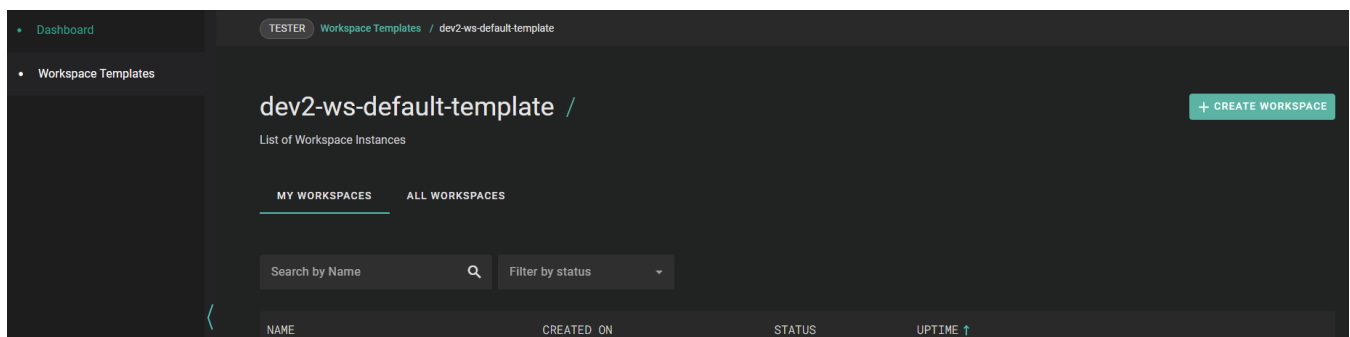 Dashboard
TESTER Workspace Templates / dev2-ws-default-template
Workspace Templates
dev2-ws-default-template /
+ CREATE WORKSPACE
List of Workspace Instances
MY WORKSPACES ALL WORKSPACES
Search by Name Filter by status
NAME CREATED ON STATUS UPTIME ↑